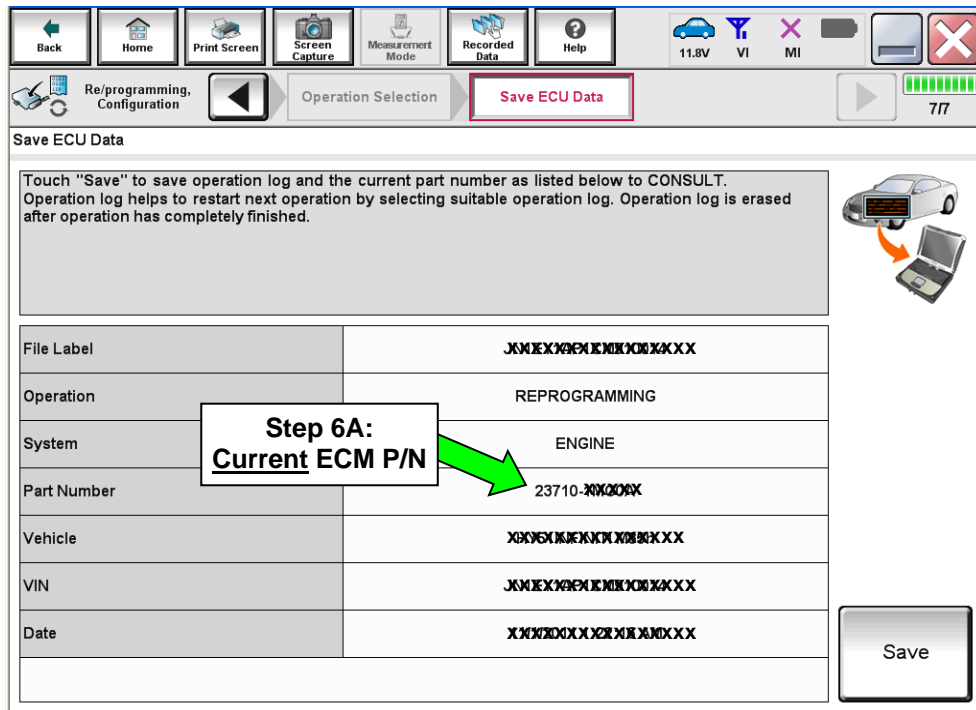 Back Home Print Screen Screen Capture Measurement Mode Recorded Data Help 11.8V VI MI
Re/programming, Configuration Operation Selection Save ECU Data 7/7
Save ECU Data
Touch "Save" to save operation log and the current part number as listed below to CONSULT.
Operation log helps to restart next operation by selecting suitable operation log. Operation log is erased
after operation has completely finished.
File Label
Operation REPROGRAMMING
Step 6A:
Current ECM P/N
System ENGINE
Part Number 23710-
Vehicle
VIN
Date
Save